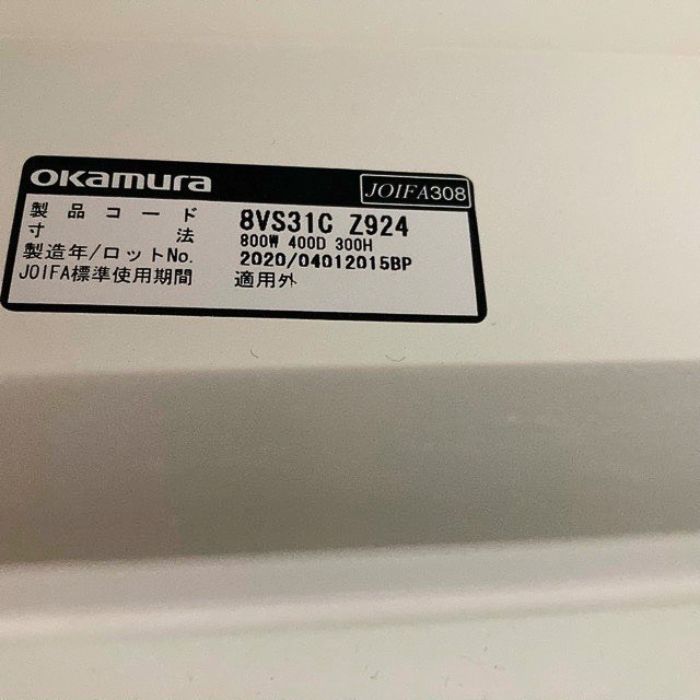 okamura JOIFA308
製品コード 8VS31C Z924
寸法 800W 400D 300H
製造年/ロットNo. 2020/04012015BP
JOIFA標準使用期間 適用外